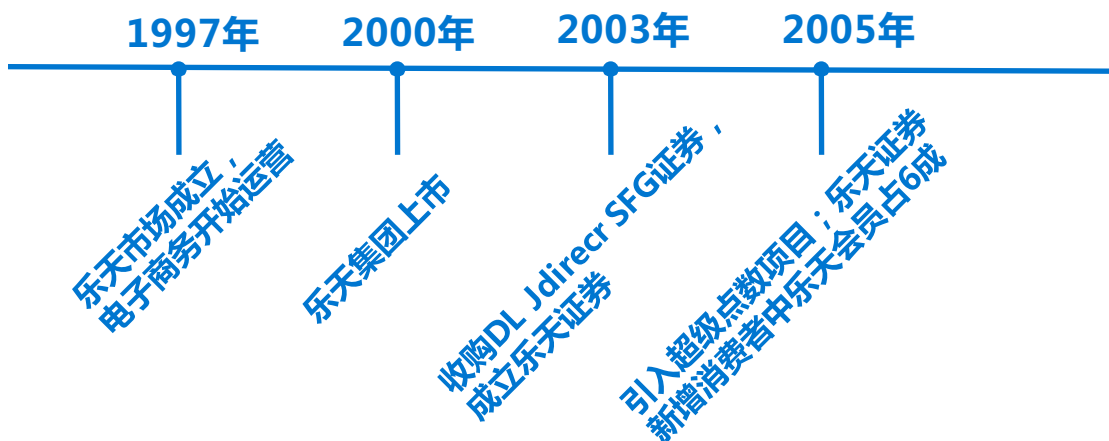 1997年
2000年
2003年
2005年
乐天市场成立，
电子商务开始运营
乐天集团上市
收购DL Jdirecr SFG证券，
成立乐天证券
引入超级点数项目；乐天证券
新增消费者中乐天会员占6成